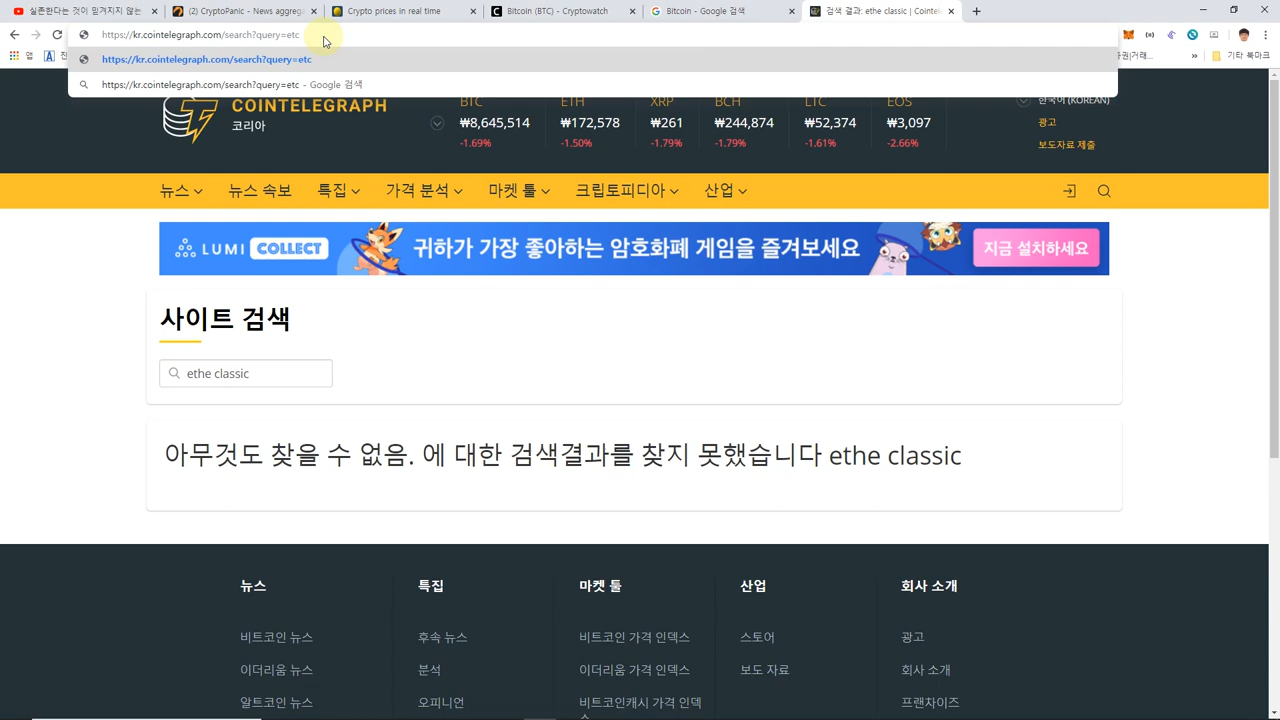 실존한다는 것이 믿겨지지 않는
(2) CryptoPanic - News aggrega
Crypto prices in real time
Bitcoin (BTC) - Cryptowatch
Bitcoin - Google 검색
검색 결과: ethe classic | Cointel
https://kr.cointelegraph.com/search?query=etc
https://kr.cointelegraph.com/search?query=etc
https://kr.cointelegraph.com/search?query=etc - Google 검색
앱
기타 북마크
COINTELEGRAPH
코리아
BTC ETH XRP BCH LTC EOS
₩8,645,514 ₩172,578 ₩261 ₩244,874 ₩52,374 ₩3,097
-1.69% -1.50% -1.79% -1.79% -1.61% -2.66%
한국어 (KOREAN)
광고
보도자료 제출
뉴스 뉴스 속보 특집 가격 분석 마켓 툴 크립토피디아 산업
LUMI COLLECT 귀하가 가장 좋아하는 암호화폐 게임을 즐겨보세요 지금 설치하세요
사이트 검색
ethe classic
아무것도 찾을 수 없음. 에 대한 검색결과를 찾지 못했습니다 ethe classic
뉴스 특집 마켓 툴 산업 회사 소개
비트코인 뉴스 후속 뉴스 비트코인 가격 인덱스 스토어 광고
이더리움 뉴스 분석 이더리움 가격 인덱스 보도 자료 회사 소개
알트코인 뉴스 오피니언 비트코인캐시 가격 인덱 프랜차이즈